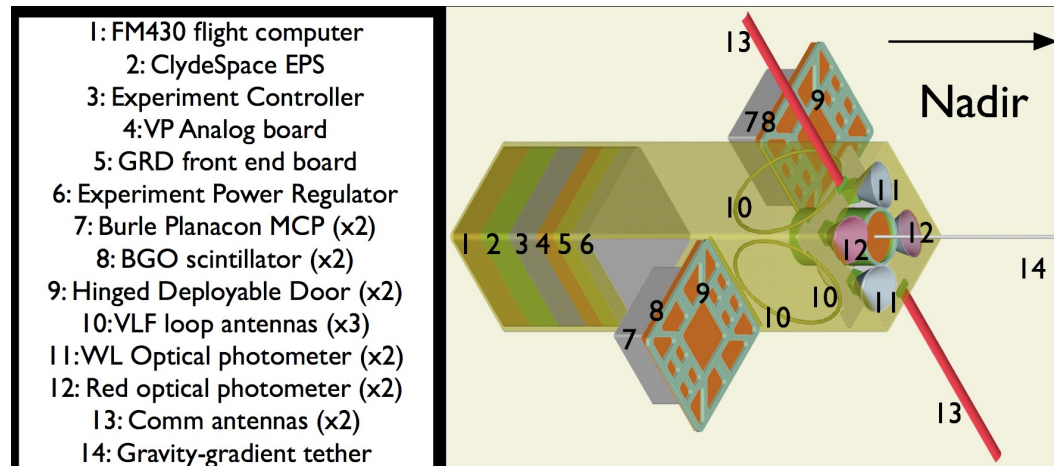 1: FM430 flight computer
2: ClydeSpace EPS
3: Experiment Controller
4: VP Analog board
5: GRD front end board
6: Experiment Power Regulator
7: Burle Planacon MCP (x2)
8: BGO scintillator (x2)
9: Hinged Deployable Door (x2)
10: VLF loop antennas (x3)
11: WL Optical photometer (x2)
12: Red optical photometer (x2)
13: Comm antennas (x2)
14: Gravity-gradient tether
13
Nadir
9
7 8
11
10
12
1 2 3 4 5 6
12
14
9
8
10
11
7
10
13